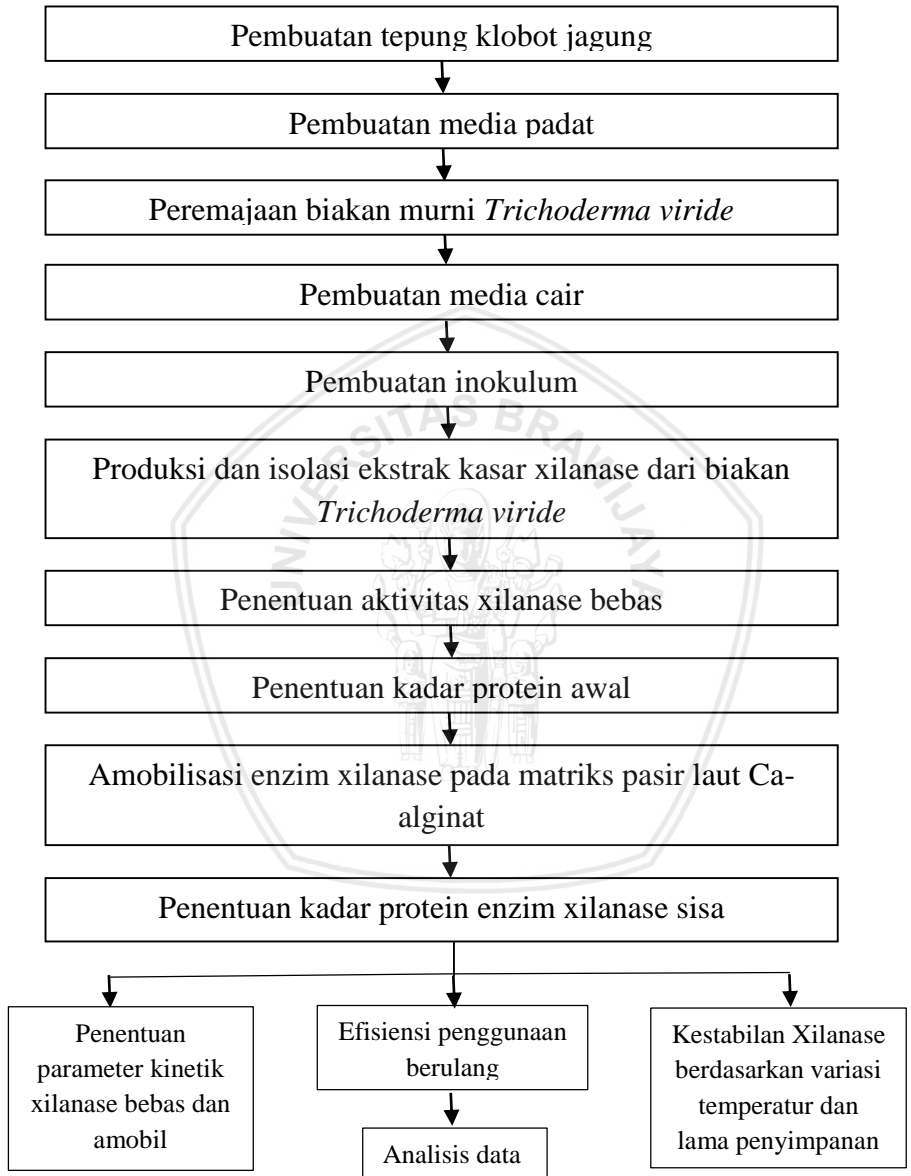 Pembuatan tepung klobot jagung
Pembuatan media padat
Peremajaan biakan murni Trichoderma viride
Pembuatan media cair
Pembuatan inokulum
UNIVERSITAS BRAWIJAYA
Produksi dan isolasi ekstrak kasar xilanase dari biakan
Trichoderma viride
Penentuan aktivitas xilanase bebas
Penentuan kadar protein awal
Amobilisasi enzim xilanase pada matriks pasir laut Ca-
alginat
Penentuan kadar protein enzim xilanase sisa
Penentuan
parameter kinetik
xilanase bebas dan
amobil
Efisiensi penggunaan
berulang
Analisis data
Kestabilan Xilanase
berdasarkan variasi
temperatur dan
lama penyimpanan